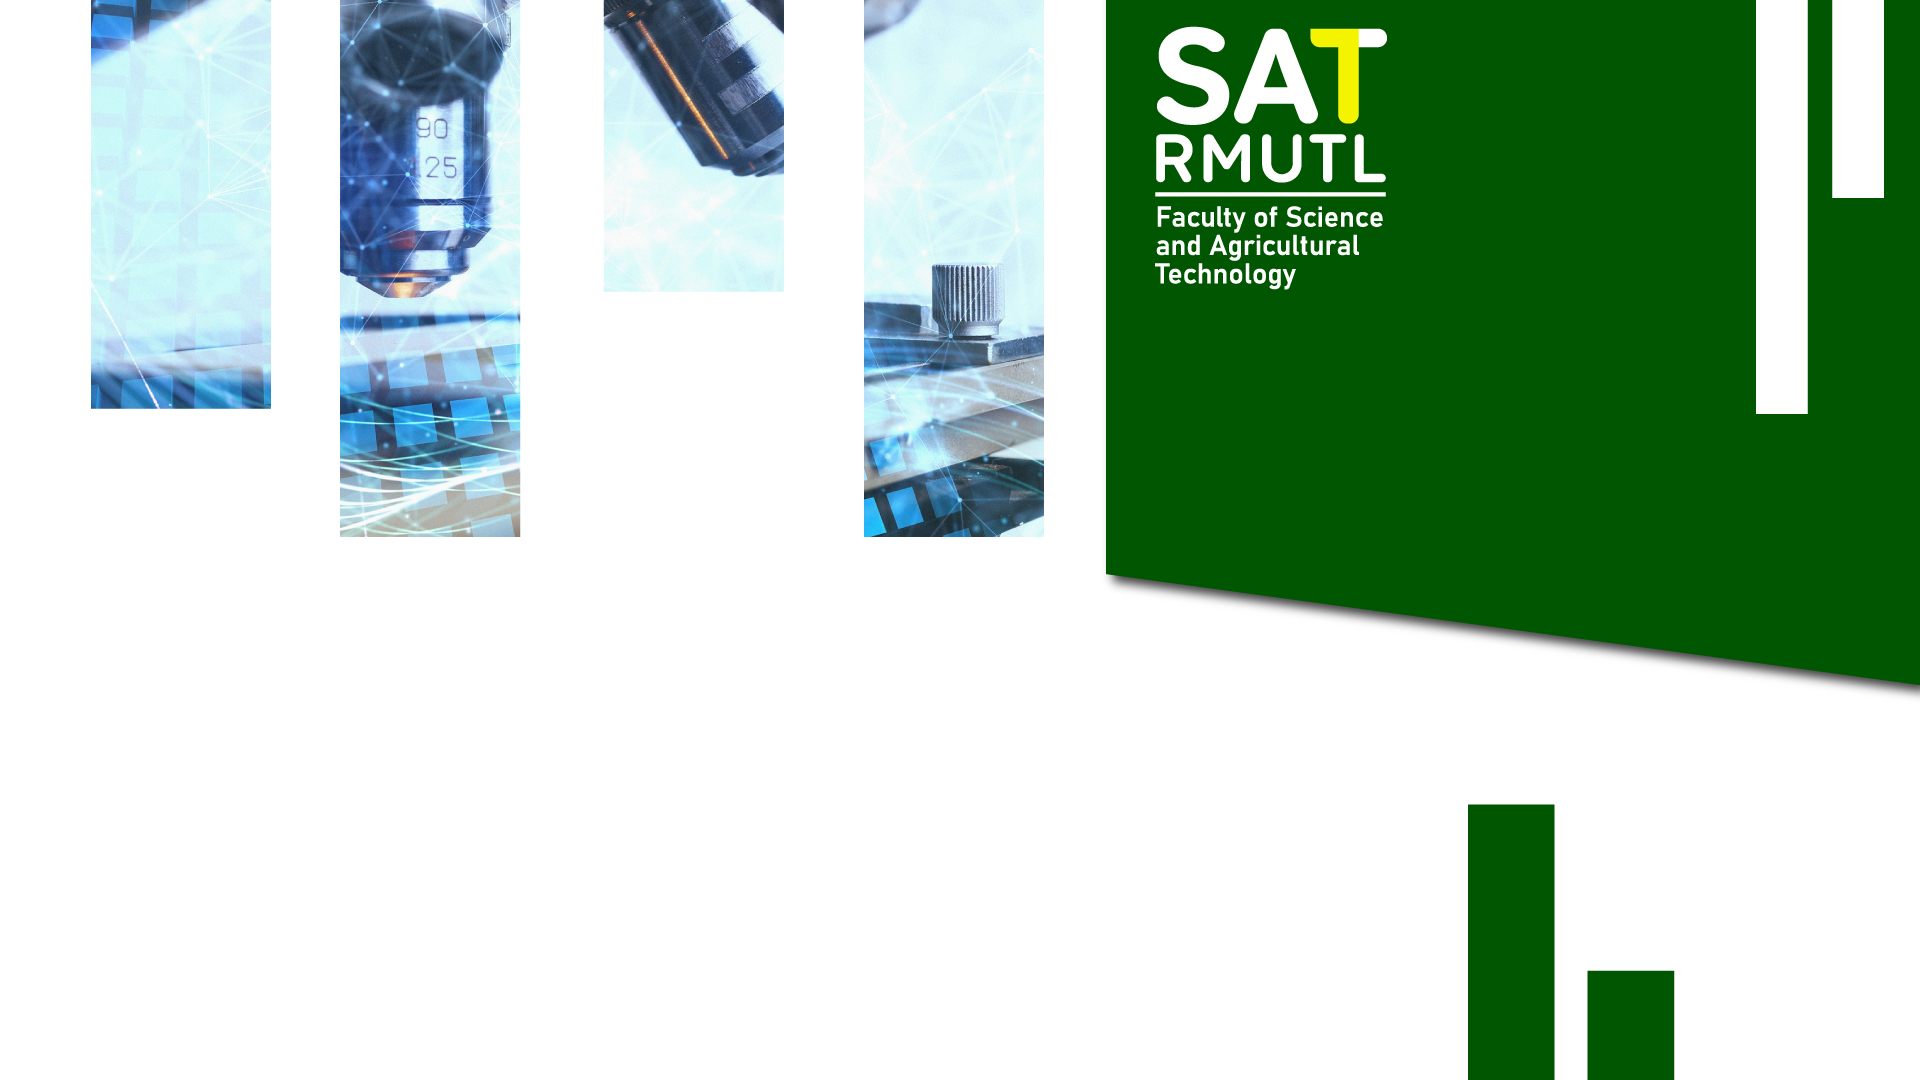 90
125
SAT
RMUTL
Faculty of Science
and Agricultural
Technology